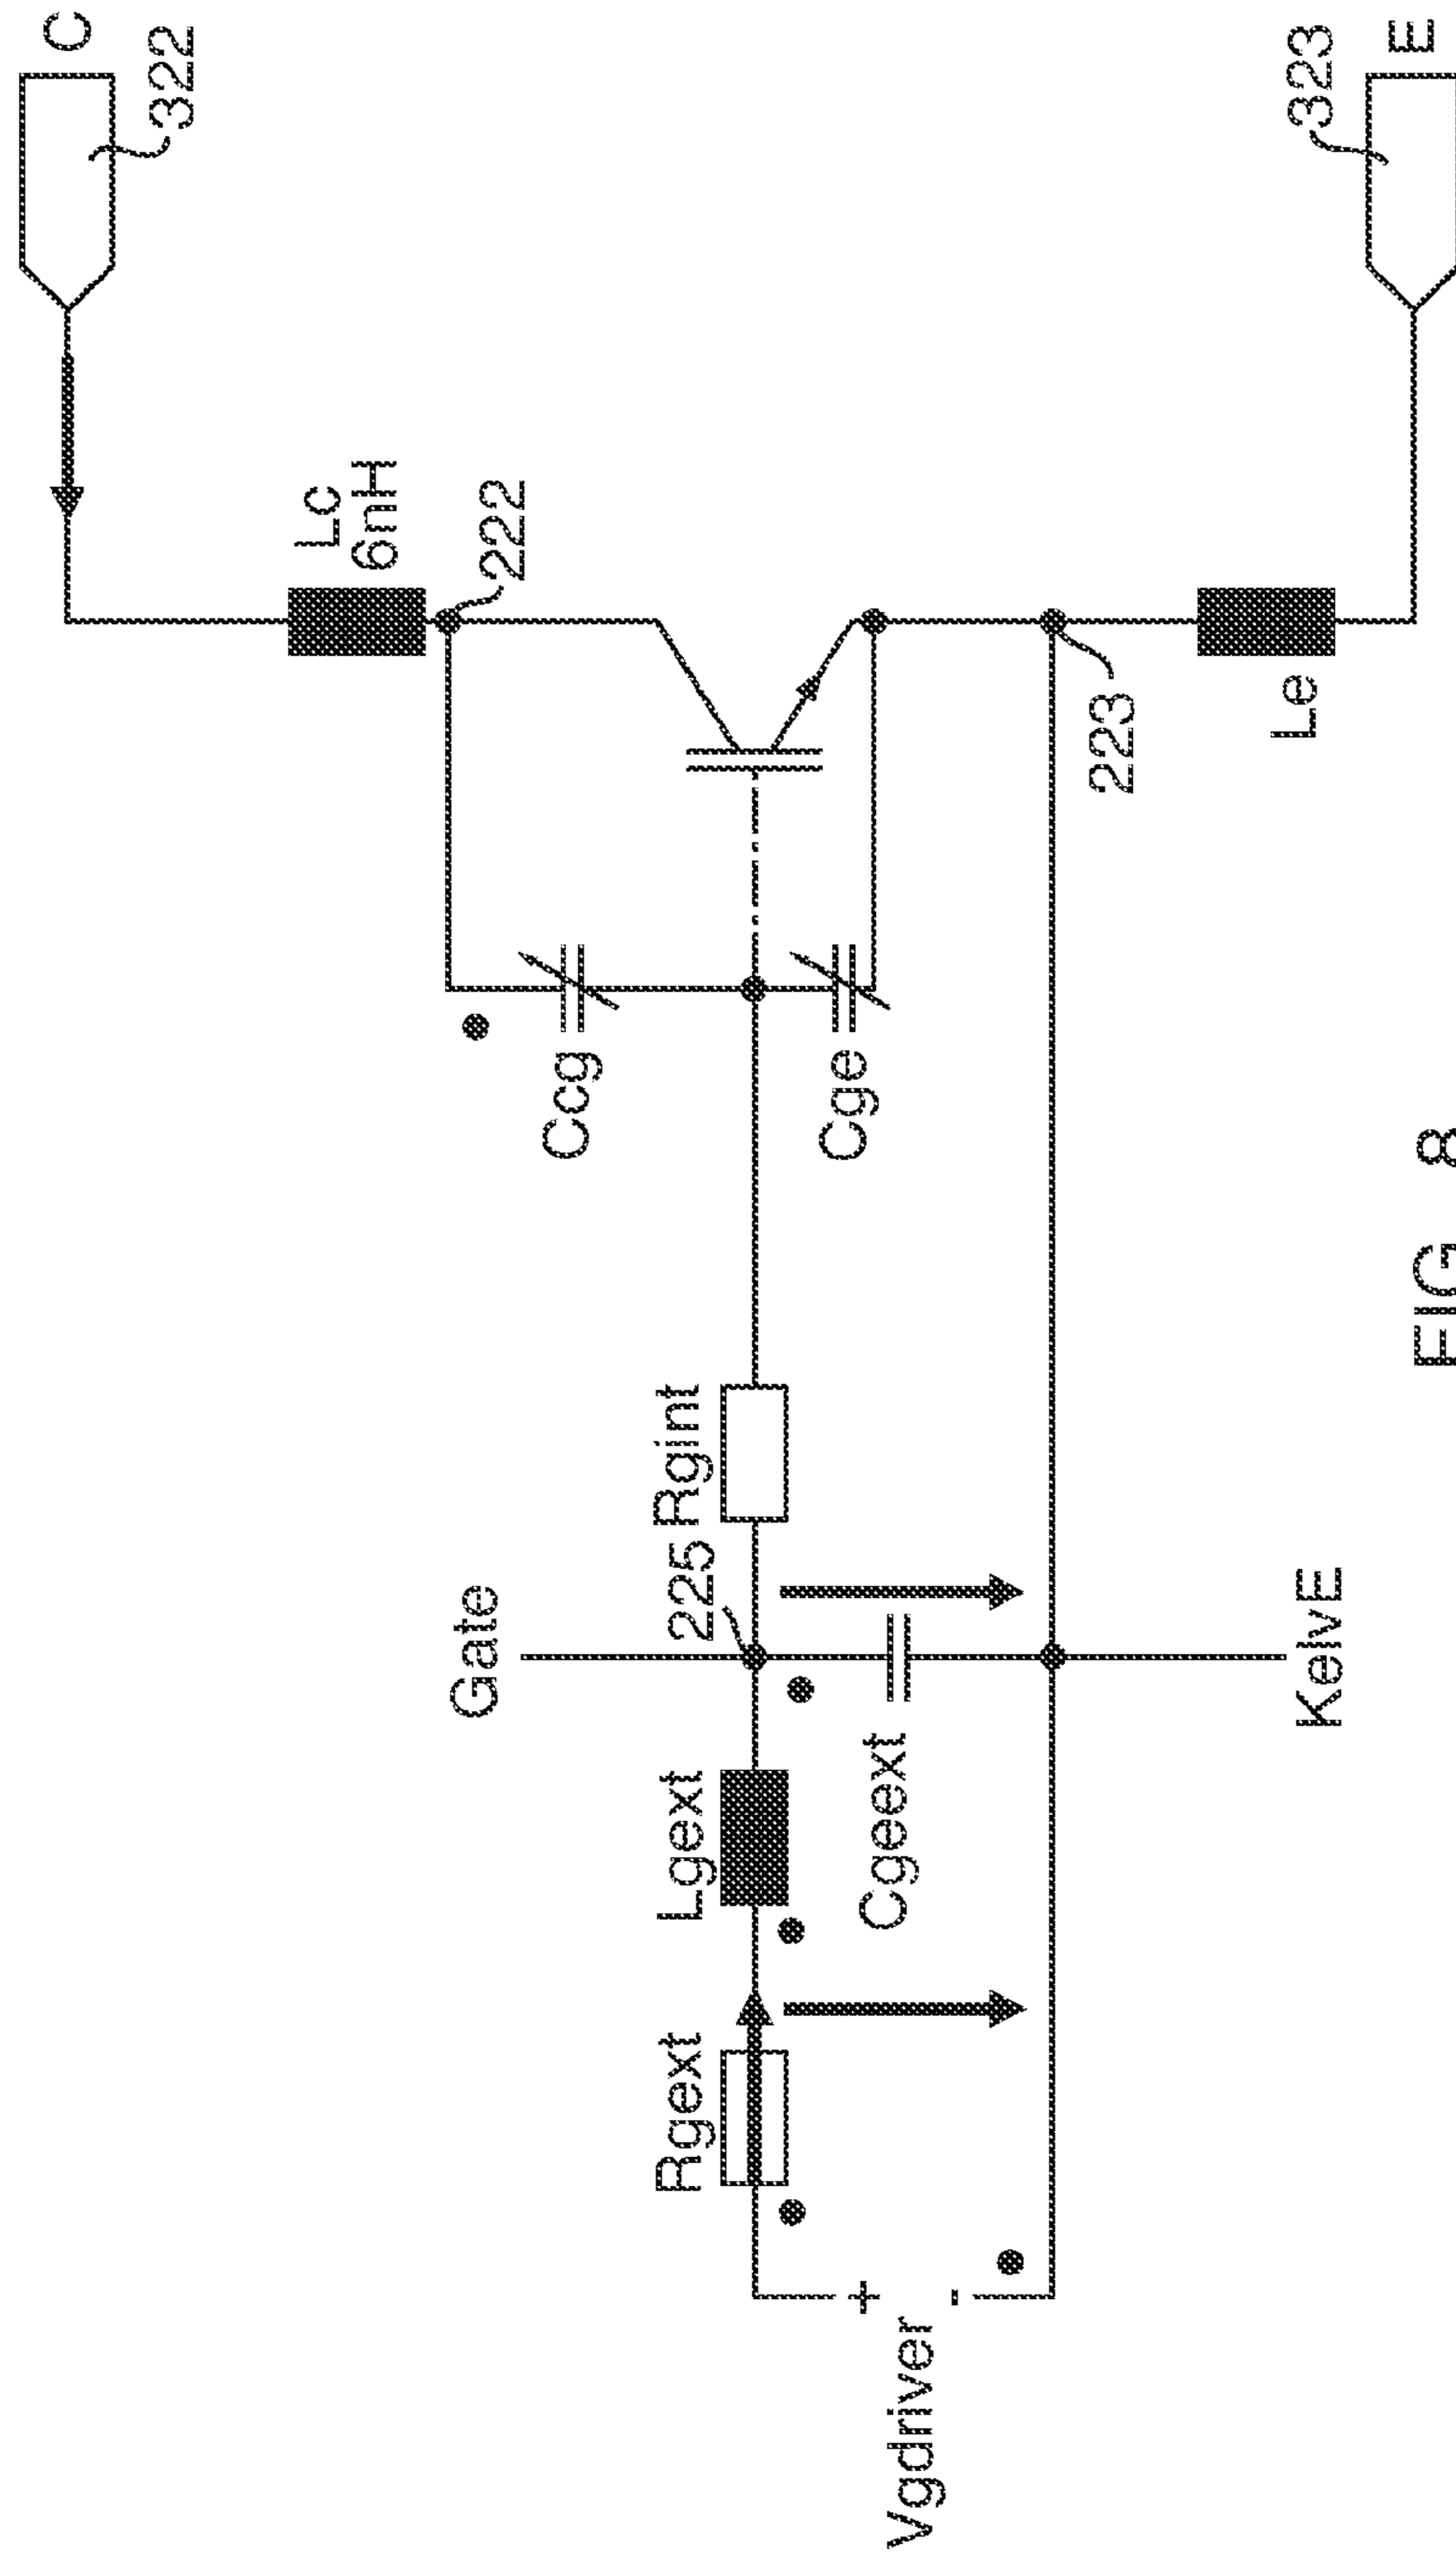 C
322
Lc
6nH
222
Ccg
Gate
225
Rgint
Lgext
Rgext
Cge
Cgeext
Vgdriver
223
Le
KelvE
323
E
FIG 8